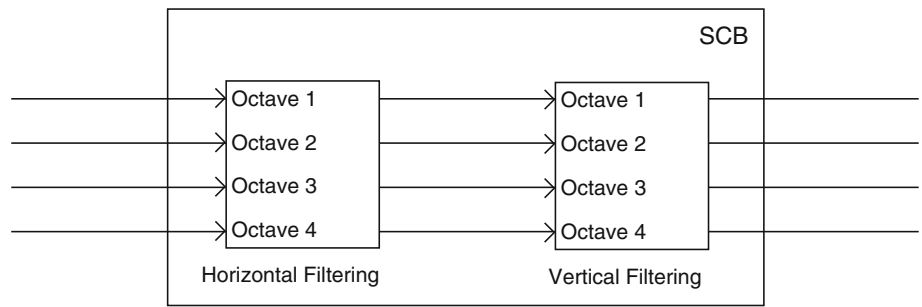 SCB
Octave 1
Octave 2
Octave 3
Octave 4
Horizontal Filtering
Octave 1
Octave 2
Octave 3
Octave 4
Vertical Filtering